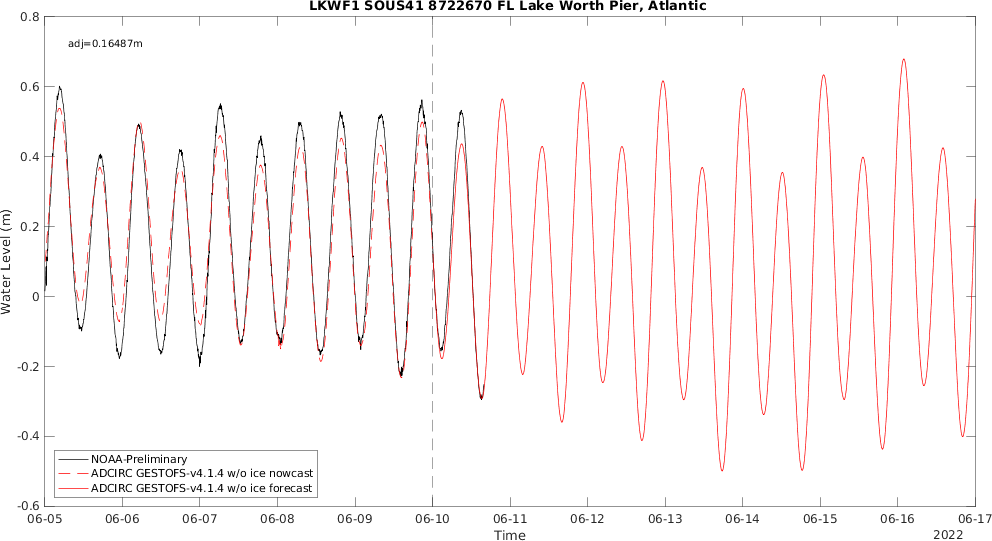 LKWF1 SOUS41 8722670 FL Lake Worth Pier, Atlantic
adj=0.16487m
0.8
0.6
0.4
0.2
0
-0.2
-0.4
-0.6
Water Level (m)
NOAA-Preliminary
ADCIRC GESTOFS-v4.1.4 w/o ice nowcast
ADCIRC GESTOFS-v4.1.4 w/o ice forecast
06-05 06-06 06-07 06-08 06-09 06-10 06-11 06-12 06-13 06-14 06-15 06-16 06-17
Time
2022